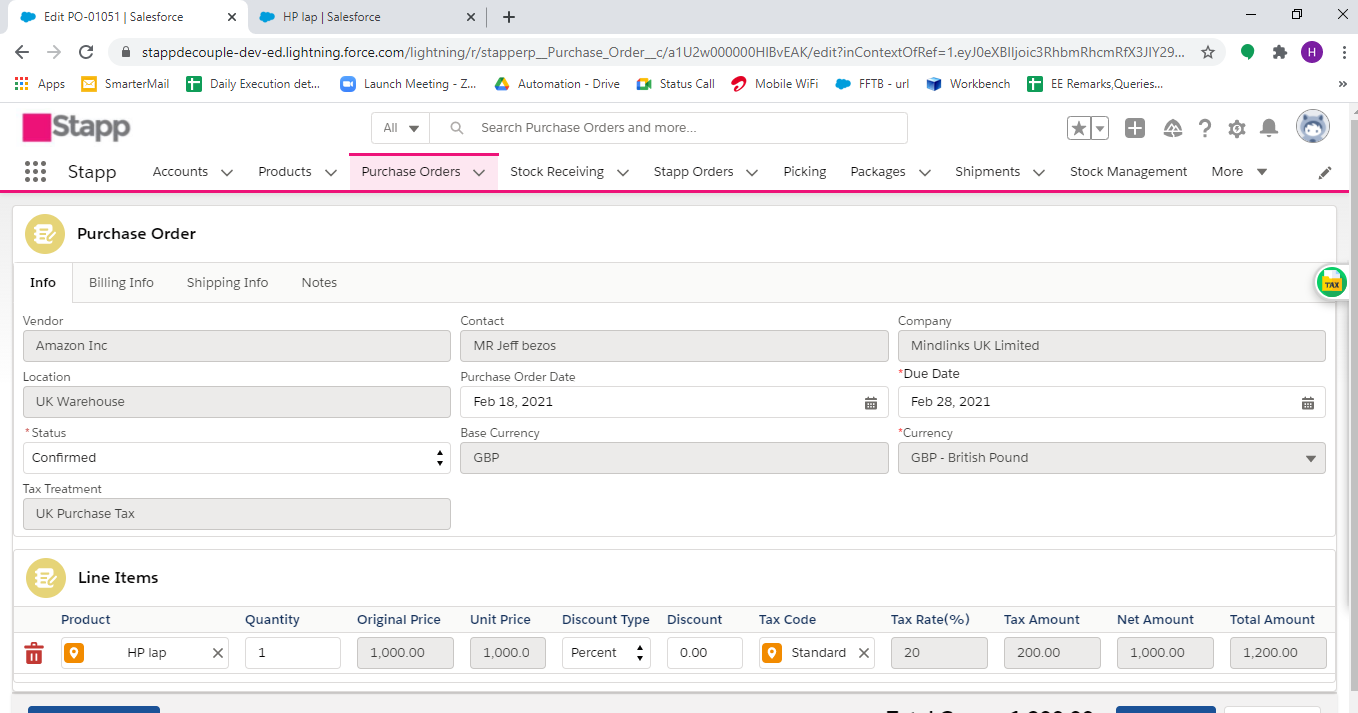 Edit PO-01051 | Salesforce
HP lap | Salesforce
stappdecouple-dev-ed.lightning.force.com/lightning/r/stapperp__Purchase_Order__c/a1U2w000000HIBvEAK/edit?inContextOfRef=1.eyJ0eXBlIjoic3RhbmRhcmRfX3JlY29...
H
Apps SmarterMail Daily Execution det... Launch Meeting - Z... Automation - Drive Status Call Mobile WiFi FFTB - url Workbench EE Remarks,Queries... »
Stapp
All Search Purchase Orders and more...
Stapp Accounts Products Purchase Orders Stock Receiving Stapp Orders Picking Packages Shipments Stock Management More
Purchase Order
Info Billing Info Shipping Info Notes
TAX
Vendor Contact Company
Amazon Inc MR Jeff bezos Mindlinks UK Limited
Location Purchase Order Date *Due Date
UK Warehouse Feb 18, 2021 Feb 28, 2021
*Status Base Currency *Currency
Confirmed GBP GBP - British Pound
Tax Treatment
UK Purchase Tax
Line Items
Product Quantity Original Price Unit Price Discount Type Discount Tax Code Tax Rate(%) Tax Amount Net Amount Total Amount
HP lap 1 1,000.00 1,000.0 Percent 0.00 Standard 20 200.00 1,000.00 1,200.00